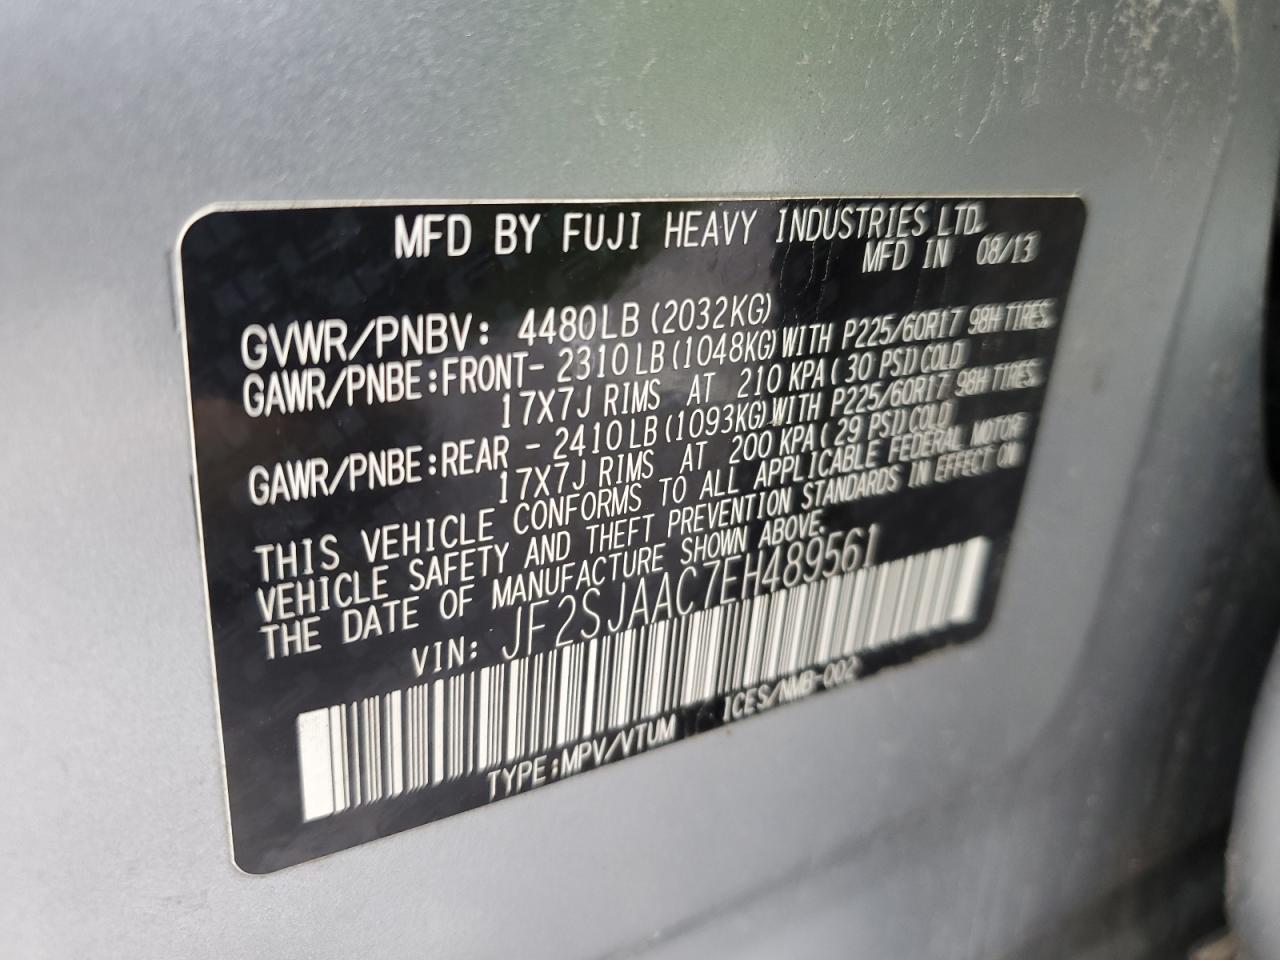 MFD BY FUJI HEAVY INDUSTRIES LTD.
MFD IN 08/13
GVWR/PNBV: 4480LB (2032KG)
GAWR/PNBE:FRONT- 2310LB(1048KG)WITH P225/60R17 98H TIRES
17X7J RIMS AT 210 KPA( 30 PSI)COLD
GAWR/PNBE:REAR - 2410LB(1093KG)WITH P225/60R17 98H TIRES
17X7J RIMS AT 200 KPA( 29 PSI)COLD
THIS VEHICLE CONFORMS TO ALL APPLICABLE FEDERAL MOTOR
VEHICLE SAFETY AND THEFT PREVENTION STANDARDS IN EFFECT ON
THE DATE OF MANUFACTURE SHOWN ABOVE.
VIN: JF2SJAAC7EH489561
TYPE:MPV/VTUM ICES/NMB-002